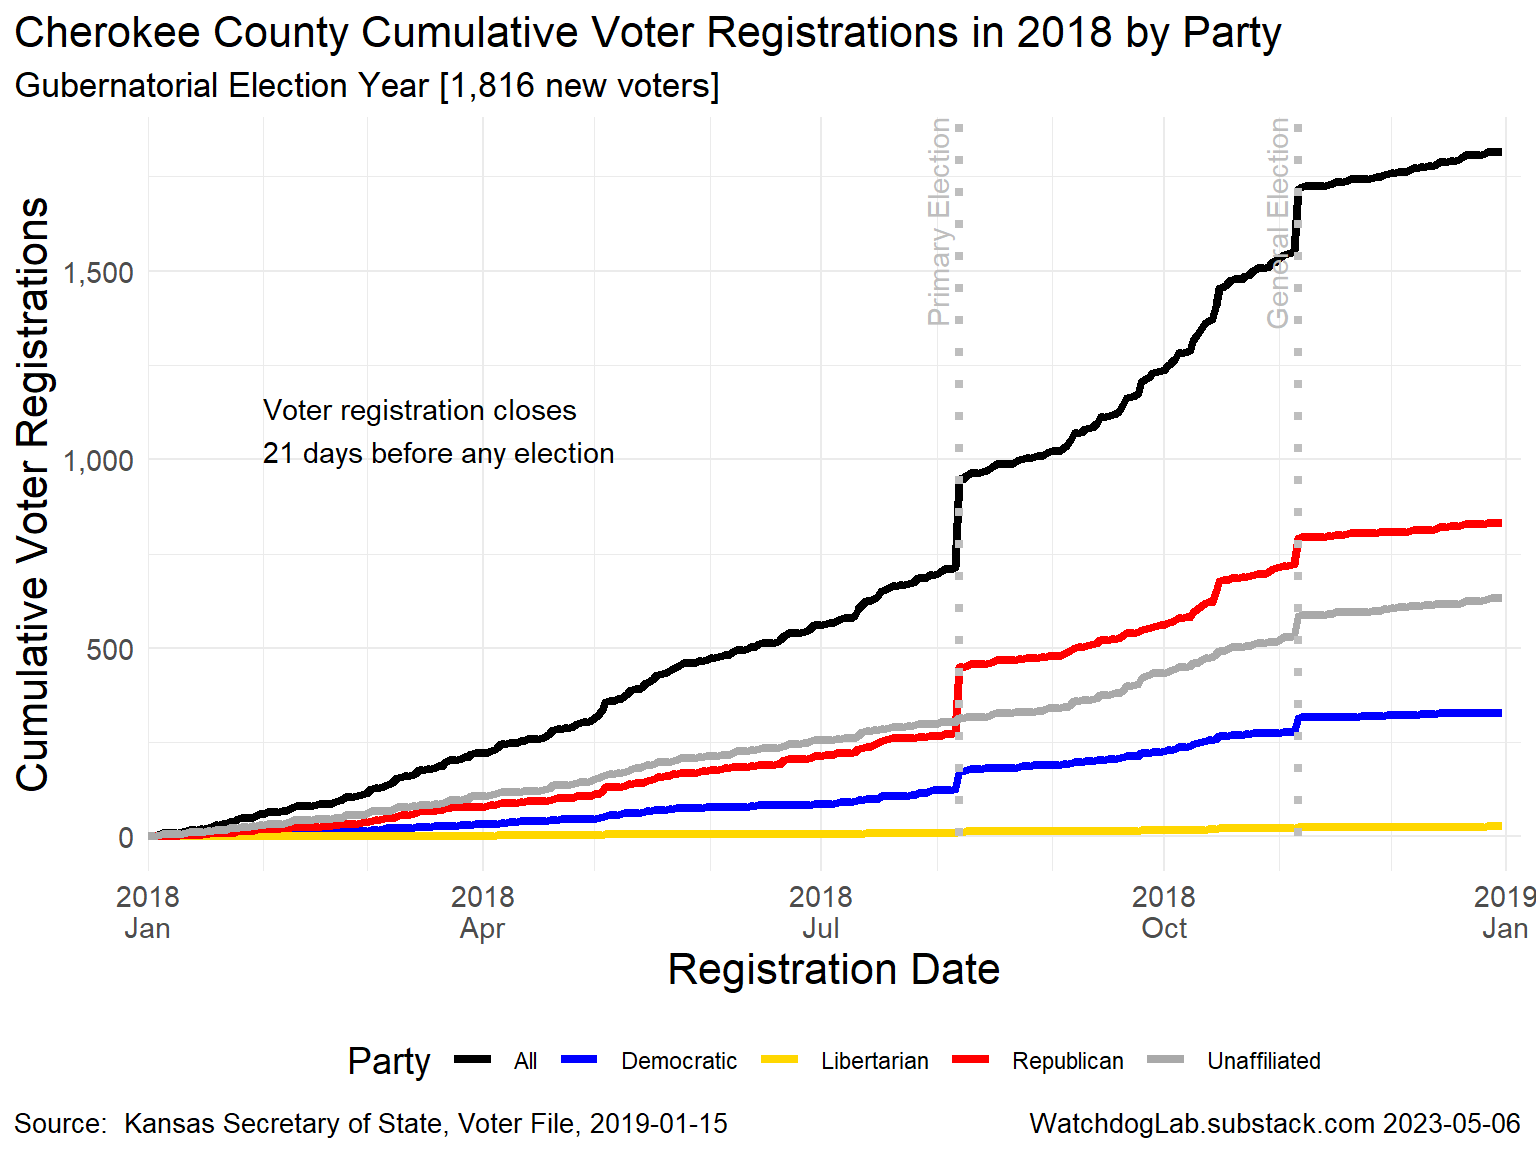 Cherokee County Cumulative Voter Registrations in 2018 by Party
Gubernatorial Election Year [1,816 new voters]
Cumulative Voter Registrations
1,500
1,000
500
0
Primary Election
General Election
Voter registration closes
21 days before any election
2018 2018 2018 2018 2019
Jan Apr Jul Oct Jan
Registration Date
Party All Democratic Libertarian Republican Unaffiliated
Source:  Kansas Secretary of State, Voter File, 2019-01-15
WatchdogLab.substack.com 2023-05-06